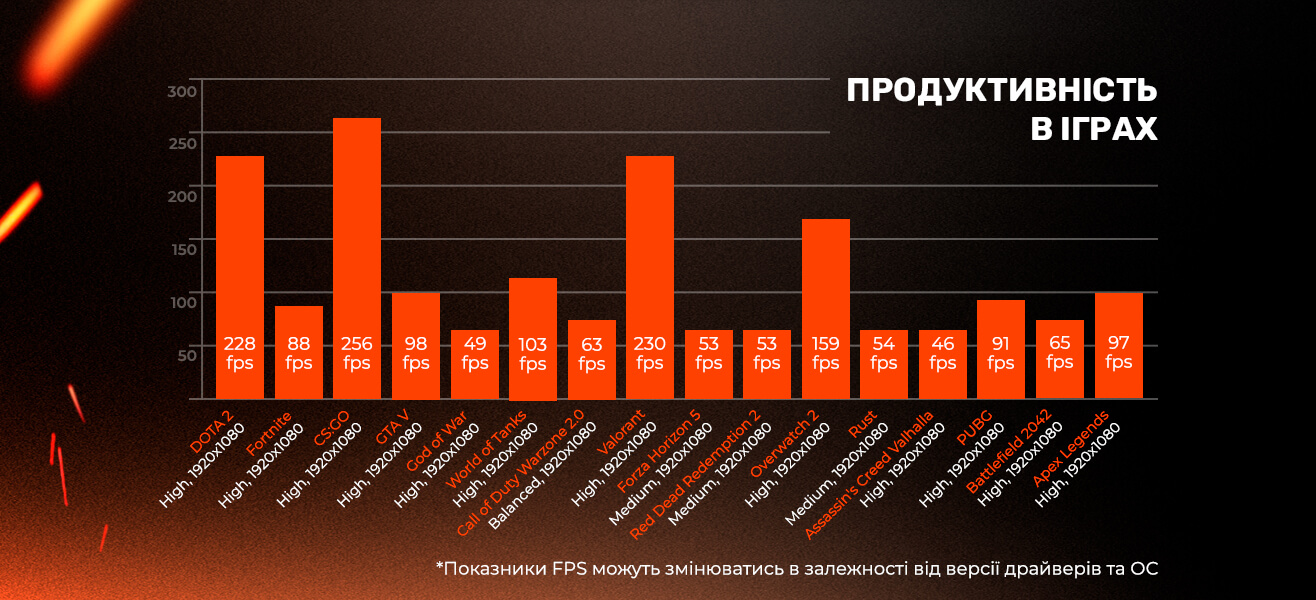 ПРОДУКТИВНІСТЬ
В ІГРАХ
300
250
200
150
100
50
228
fps
88
fps
256
fps
98
fps
49
fps
103
fps
63
fps
230
fps
53
fps
53
fps
159
fps
54
fps
46
fps
91
fps
65
fps
97
fps
DOTA 2
High, 1920x1080
Fortnite
High, 1920x1080
CS:GO
High, 1920x1080
GTA V
High, 1920x1080
God of War
High, 1920x1080
World of Tanks
High, 1920x1080
Call of Duty Warzone 2.0
Balanced, 1920x1080
Valorant
High, 1920x1080
Forza Horizon 5
Medium, 1920x1080
Red Dead Redemption 2
Medium, 1920x1080
Overwatch 2
High, 1920x1080
Rust
Medium, 1920x1080
Assassin's Creed Valhalla
High, 1920x1080
PUBG
High, 1920x1080
Battlefield 2042
High, 1920x1080
Apex Legends
High, 1920x1080
*Показники FPS можуть змінюватись в залежності від версії драйверів та ОС